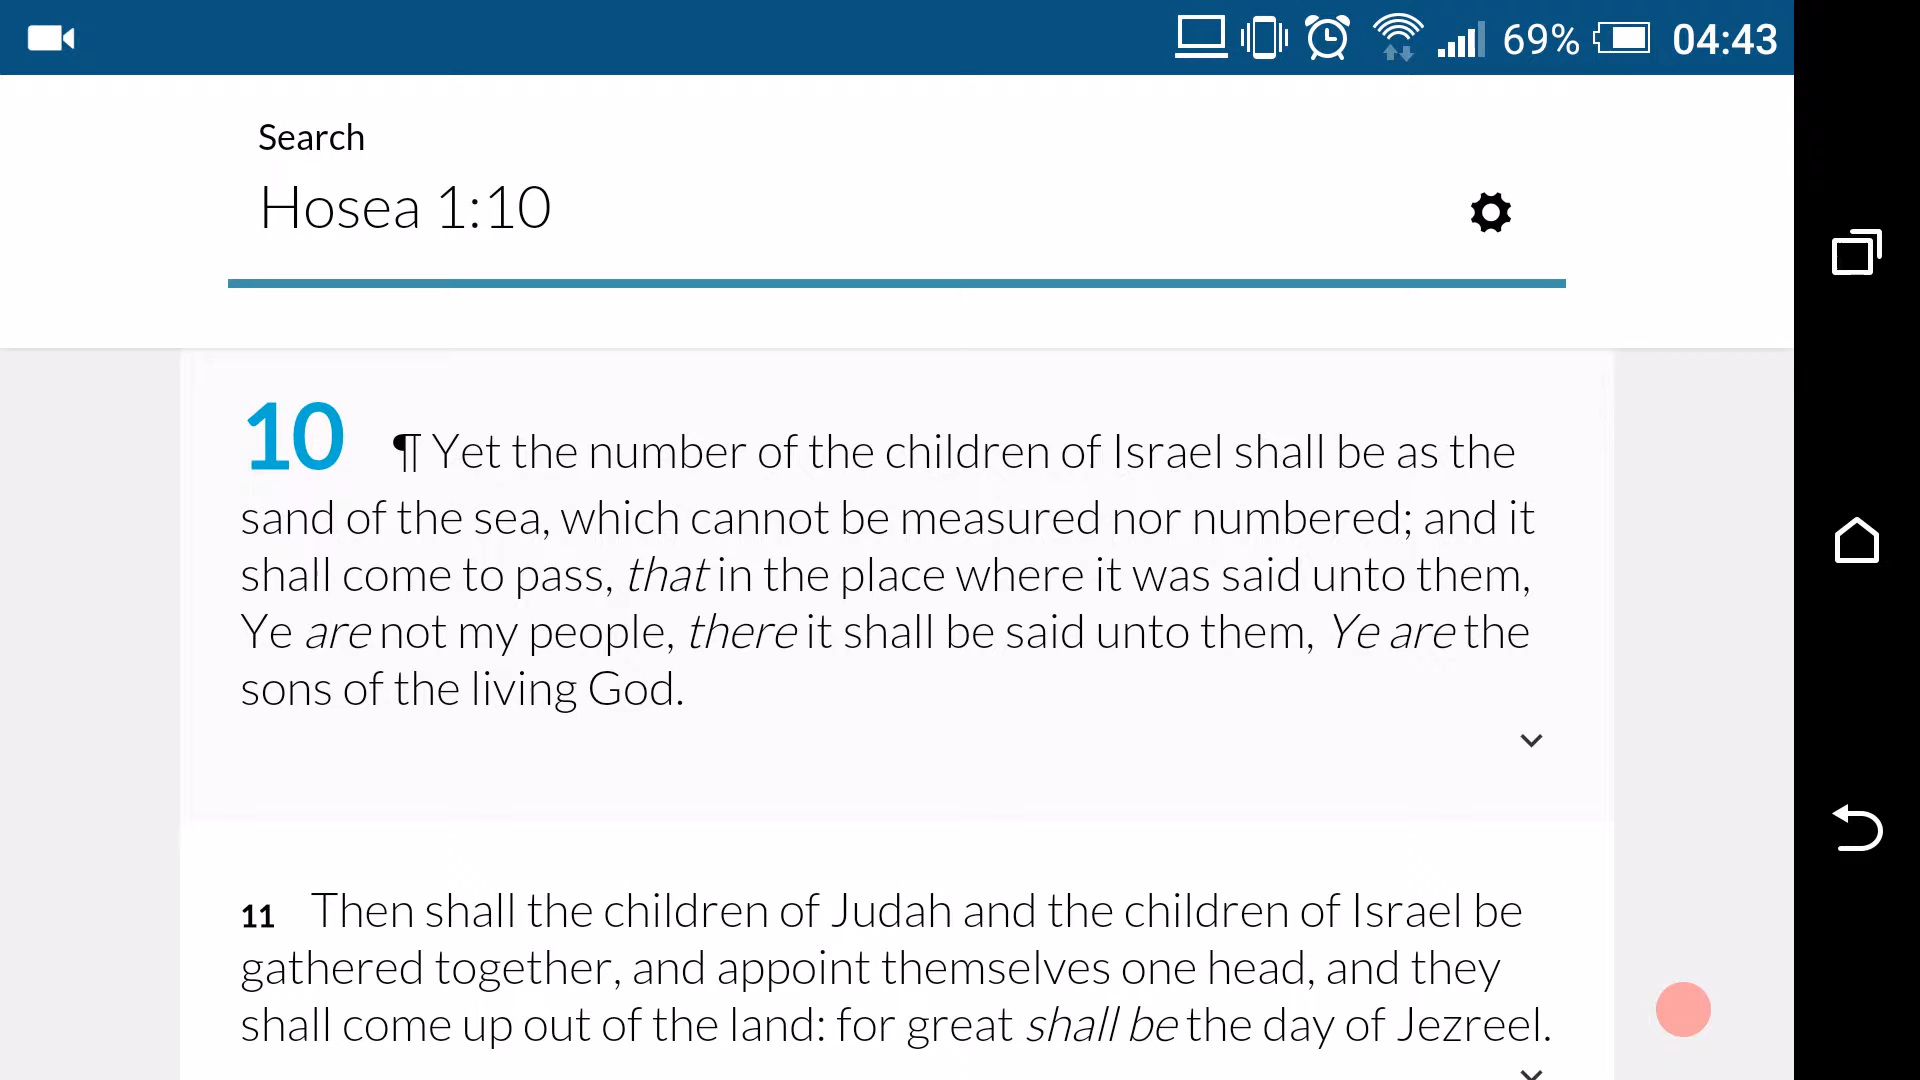 69% 04:43
Search
Hosea 1:10
10 ¶ Yet the number of the children of Israel shall be as the
sand of the sea, which cannot be measured nor numbered; and it
shall come to pass, that in the place where it was said unto them,
Ye are not my people, there it shall be said unto them, Ye are the
sons of the living God.
11 Then shall the children of Judah and the children of Israel be
gathered together, and appoint themselves one head, and they
shall come up out of the land: for great shall be the day of Jezreel.